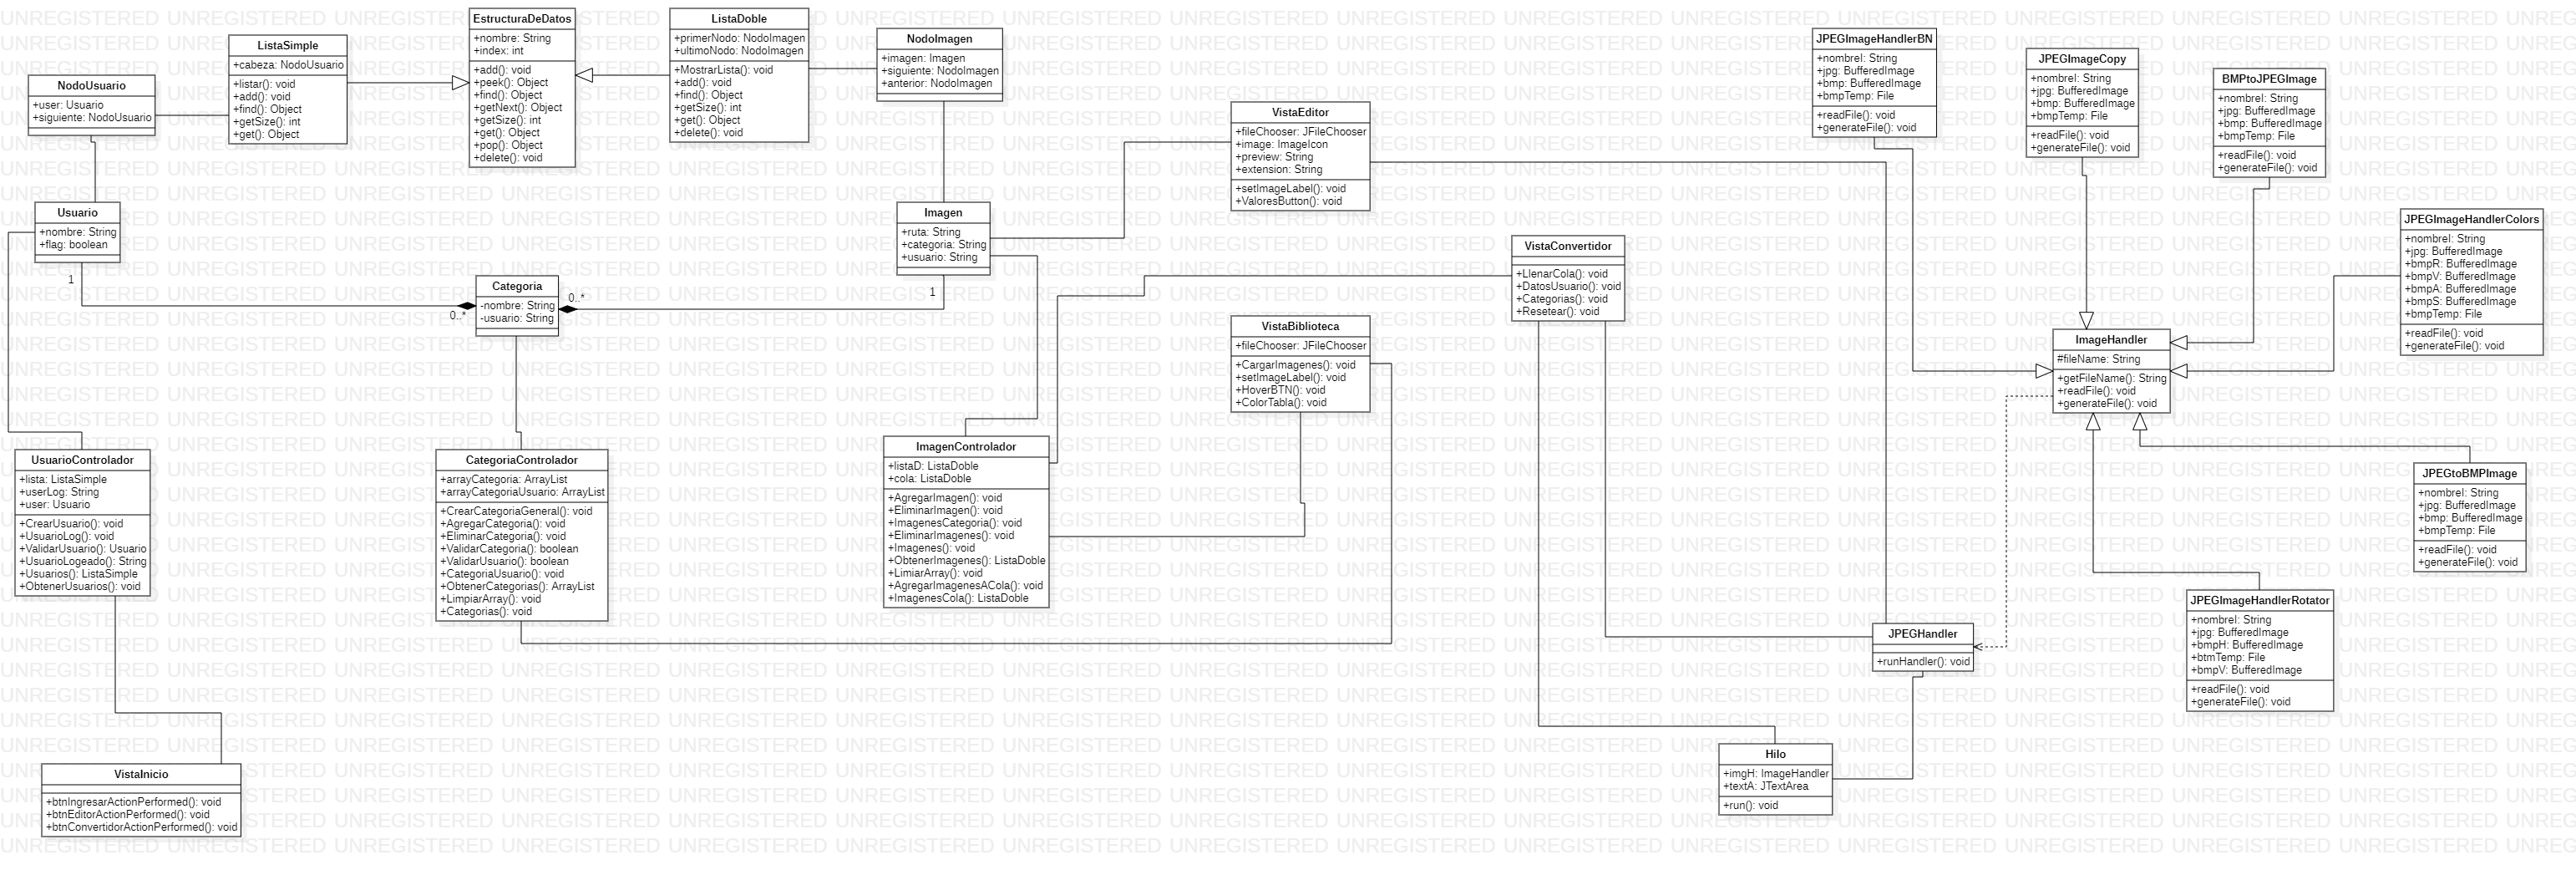 EstructuraDeDatos
+nombre: String
+index: int
+add(): void
+peek(): Object
+find(): Object
+getNext(): Object
+getSize(): int
+get(): Object
+pop(): Object
+delete(): void
ListaDoble
+primerNodo: NodoImagen
+ultimoNodo: NodoImagen
+MostrarLista(): void
+add(): void
+find(): Object
+getSize(): int
+get(): Object
+delete(): void
NodoImagen
+imagen: Imagen
+siguiente: NodoImagen
+anterior: NodoImagen
ListaSimple
+cabeza: NodoUsuario
+listar(): void
+add(): void
+find(): Object
+getSize(): int
+get(): Object
NodoUsuario
+user: Usuario
+siguiente: NodoUsuario
JPEGImageHandlerBN
+nombrel: String
+jpg: BufferedImage
+bmp: BufferedImage
+bmpTemp: File
+readFile(): void
+generateFile(): void
JPEGImageCopy
+nombrel: String
+jpg: BufferedImage
+bmp: BufferedImage
+bmpTemp: File
+readFile(): void
+generateFile(): void
BMPtoJPEGImage
+nombrel: String
+jpg: BufferedImage
+bmp: BufferedImage
+bmpTemp: File
+readFile(): void
+generateFile(): void
VistaEditor
+fileChooser: JFileChooser
+image: ImageIcon
+preview: String
+extension: String
+setImageLabel(): void
+ValoresButton(): void
Usuario
+nombre: String
+flag: boolean
1
Imagen
+ruta: String
+categoria: String
+usuario: String
1
JPEGImageHandlerColors
+nombrel: String
+jpg: BufferedImage
+bmpR: BufferedImage
+bmpV: BufferedImage
+bmpA: BufferedImage
+bmpS: BufferedImage
+bmpTemp: File
+readFile(): void
+generateFile(): void
VistaConvertidor
+LlenarCola(): void
+DatosUsuario(): void
+Categorias(): void
+Resetear(): void
Categoria
-nombre: String
-usuario: String
0..*
0..*
VistaBiblioteca
+fileChooser: JFileChooser
+CargarImagenes(): void
+setImageLabel(): void
+HoverBTN(): void
+ColorTabla(): void
ImageHandler
#fileName: String
+getFileName(): String
+readFile(): void
+generateFile(): void
UsuarioControlador
+lista: ListaSimple
+userLog: String
+user: Usuario
+CrearUsuario(): void
+UsuarioLog(): void
+ValidarUsuario(): Usuario
+UsuarioLogeado(): String
+Usuarios(): ListaSimple
+ObtenerUsuarios(): void
CategoriaControlador
+arrayCategoria: ArrayList
+arrayCategoriaUsuario: ArrayList
+CrearCategoriaGeneral(): void
+AgregarCategoria(): void
+EliminarCategoria(): void
+ValidarCategoria(): boolean
+ValidarUsuario(): boolean
+CategoriaUsuario(): void
+ObtenerCategorias(): ArrayList
+LimpiarArray(): void
+Categorias(): void
ImagenControlador
+listaD: ListaDoble
+cola: ListaDoble
+AgregarImagen(): void
+EliminarImagen(): void
+ImagenesCategoria(): void
+EliminarImagenes(): void
+Imagenes(): void
+ObtenerImagenes(): ListaDoble
+LimiarArray(): void
+AgregarImagenesACola(): void
+ImagenesCola(): ListaDoble
JPEGtoBMPImage
+nombrel: String
+jpg: BufferedImage
+bmp: BufferedImage
+bmpTemp: File
+readFile(): void
+generateFile(): void
JPEGImageHandlerRotator
+nombrel: String
+jpg: BufferedImage
+bmpH: BufferedImage
+btmTemp: File
+bmpV: BufferedImage
+readFile(): void
+generateFile(): void
JPEGHandler
+runHandler(): void
Hilo
+imgH: ImageHandler
+textA: JTextArea
+run(): void
VistaInicio
+btnIngresarActionPerformed(): void
+btnEditorActionPerformed(): void
+btnConvertidorActionPerformed(): void
UNREGISTERED